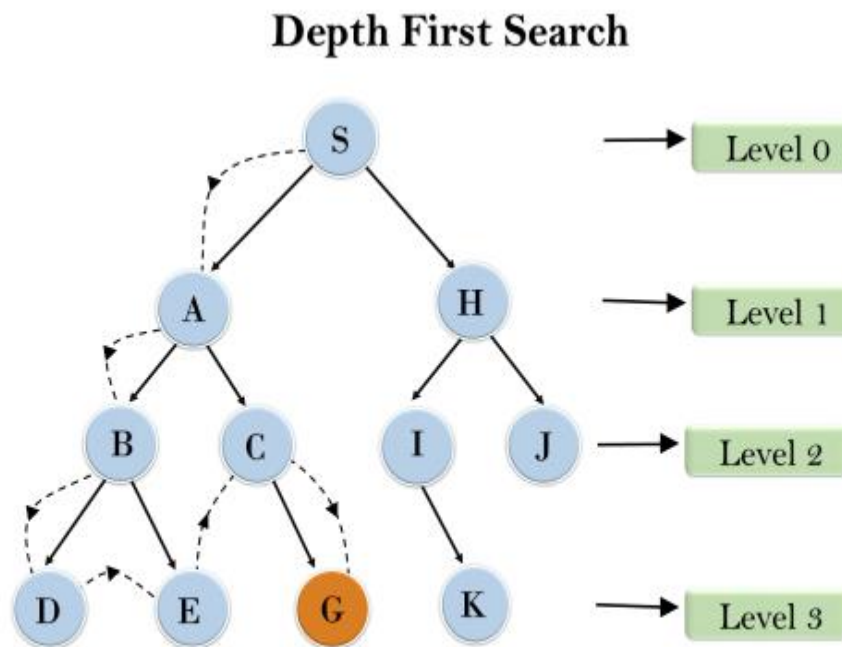 Depth First Search
S
Level 0
A
H
Level 1
B
C
I
J
Level 2
D
E
G
K
Level 3